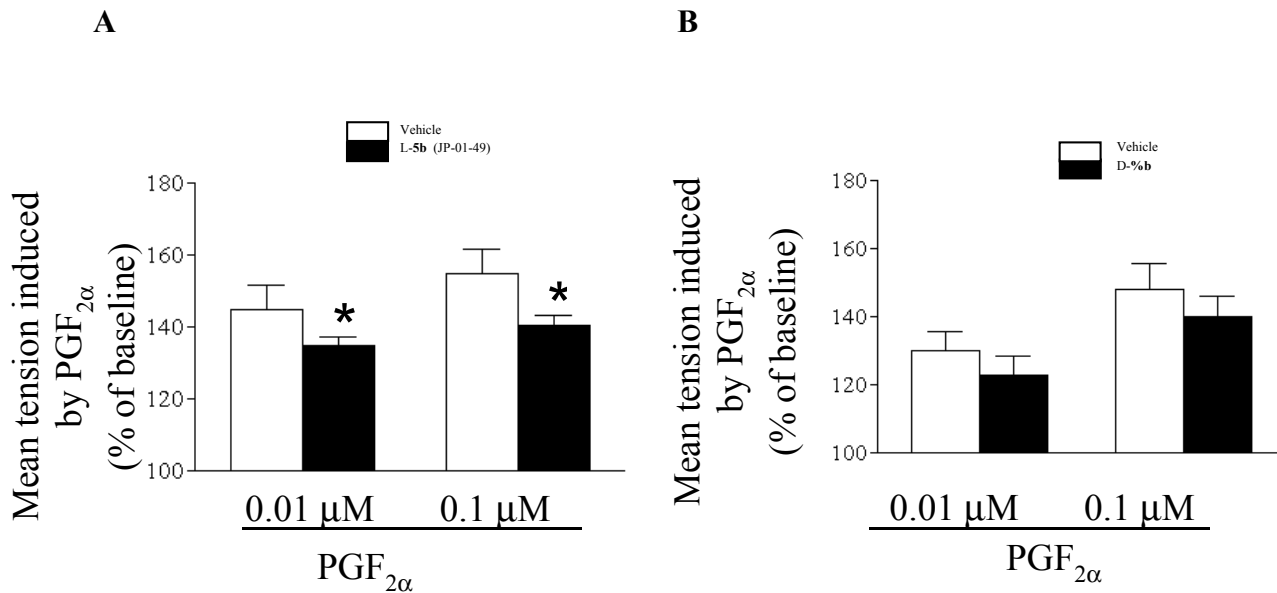 A
Vehicle
L-5b (JP-01-49)
Mean tension induced
by PGF2α
(% of baseline)
180
160
140
120
100
*
*
0.01 μM 0.1 μM
PGF2α
B
Vehicle
D-%b
Mean tension induced
by PGF2α
(% of baseline)
180
160
140
120
100
0.01 μM 0.1 μM
PGF2α